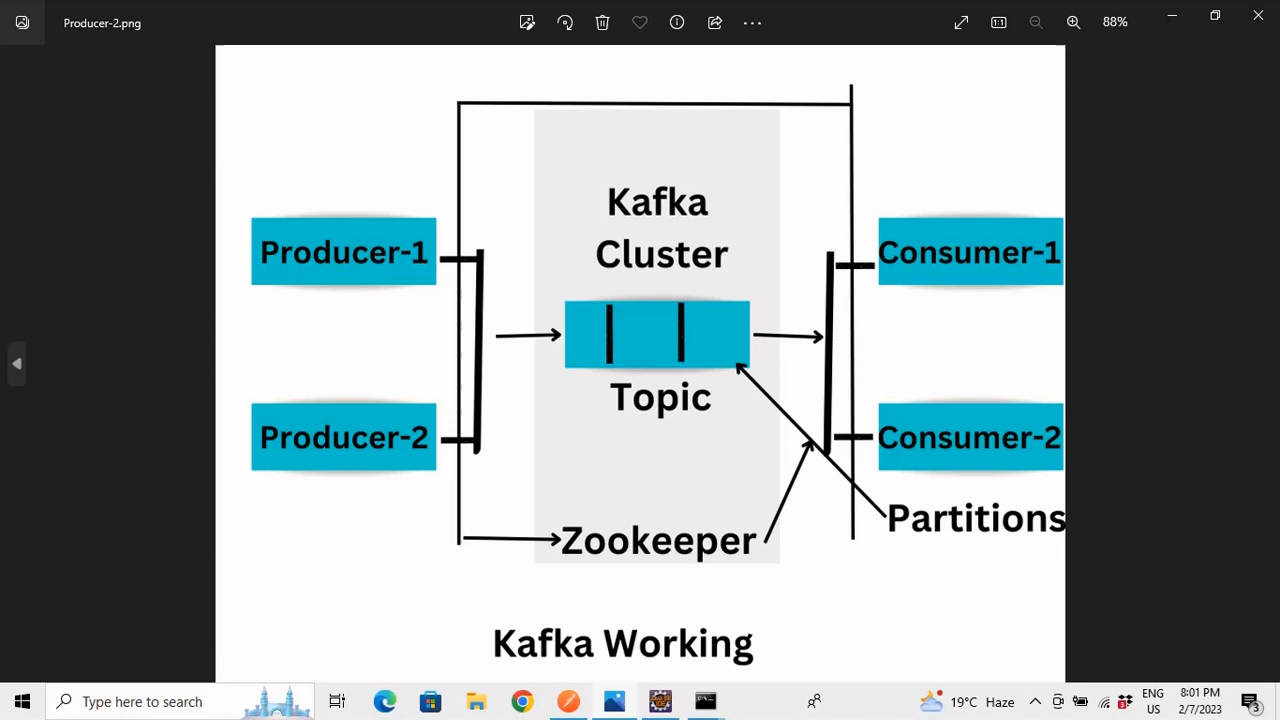 Producer-2.png
88%
Kafka
Cluster
Producer-1
Consumer-1
Topic
Producer-2
Consumer-2
Partitions
Zookeeper
Kafka Working
Type here to search
19°C Haze
ENG
US
8:01 PM
2/7/2023
3